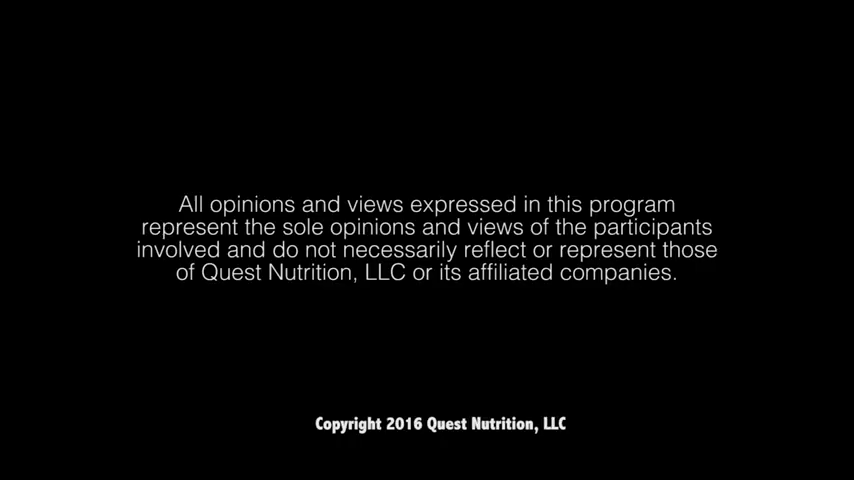 All opinions and views expressed in this program
represent the sole opinions and views of the participants
involved and do not necessarily reflect or represent those
of Quest Nutrition, LLC or its affiliated companies.
Copyright 2016 Quest Nutrition, LLC